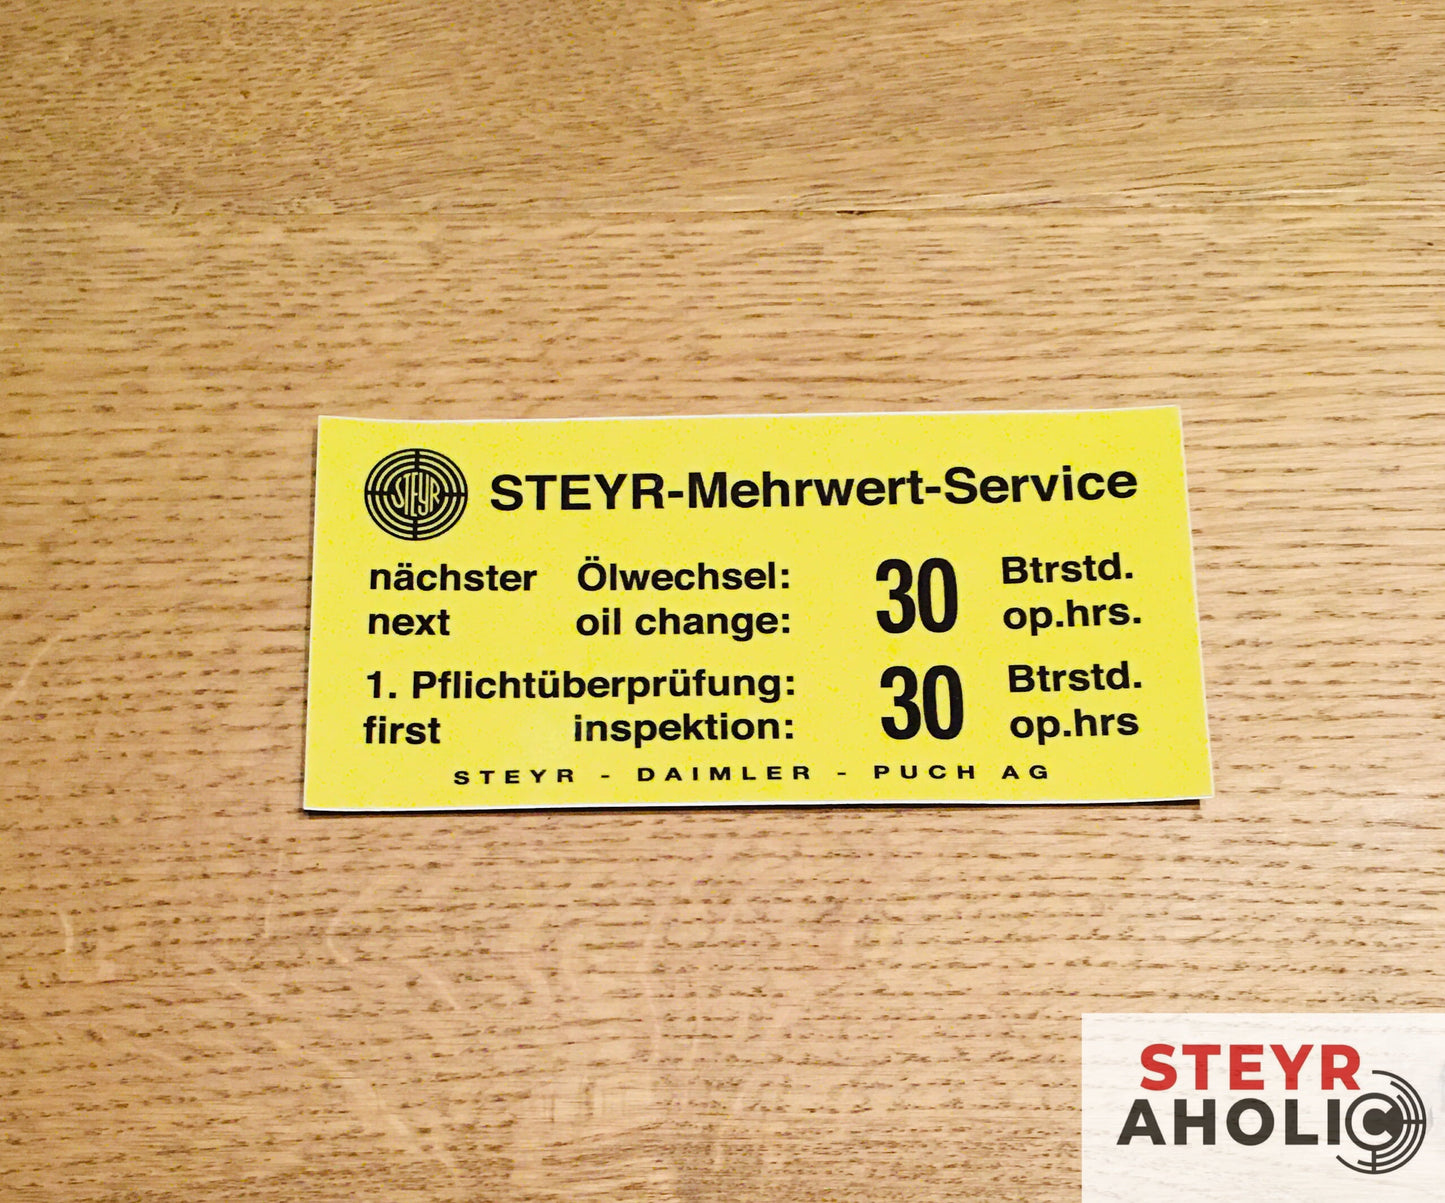 STEYR STEYR-Mehrwert-Service
nächster Ölwechsel: 30 Btrstd.
next oil change: op.hrs.
1. Pflichtüberprüfung: 30 Btrstd.
first inspektion: op.hrs
STEYR - DAIMLER - PUCH AG
STEYR
AHOLIC